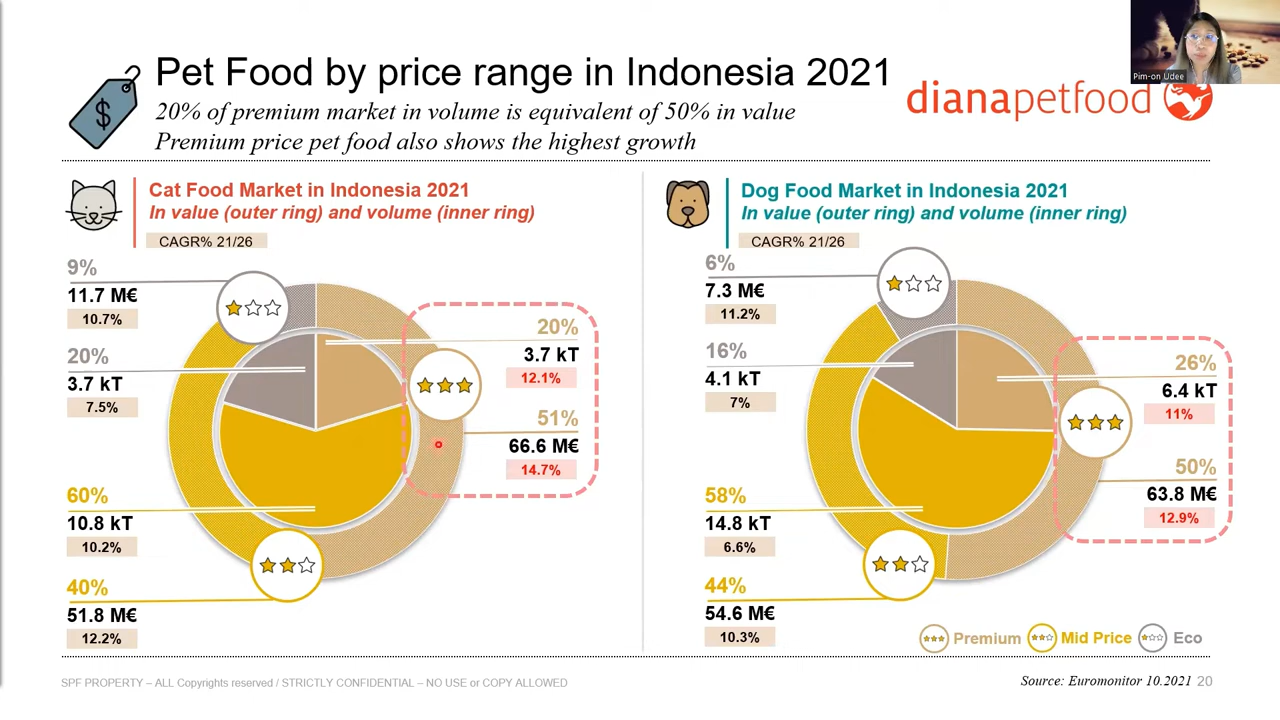 Pet Food by price range in Indonesia 2021
20% of premium market in volume is equivalent of 50% in value
Premium price pet food also shows the highest growth
$
dianapetfood
Pim-on Udee
Cat Food Market in Indonesia 2021
In value (outer ring) and volume (inner ring)
CAGR% 21/26
9%
11.7 M€
10.7%
20%
3.7 kT
7.5%
60%
10.8 kT
10.2%
40%
51.8 M€
12.2%
20%
3.7 kT
12.1%
51%
66.6 M€
14.7%
Dog Food Market in Indonesia 2021
In value (outer ring) and volume (inner ring)
CAGR% 21/26
6%
7.3 M€
11.2%
16%
4.1 kT
7%
58%
14.8 kT
6.6%
44%
54.6 M€
10.3%
26%
6.4 kT
11%
50%
63.8 M€
12.9%
Premium Mid Price Eco
SPF PROPERTY – ALL Copyrights reserved / STRICTLY CONFIDENTIAL – NO USE or COPY ALLOWED
Source: Euromonitor 10.2021 20